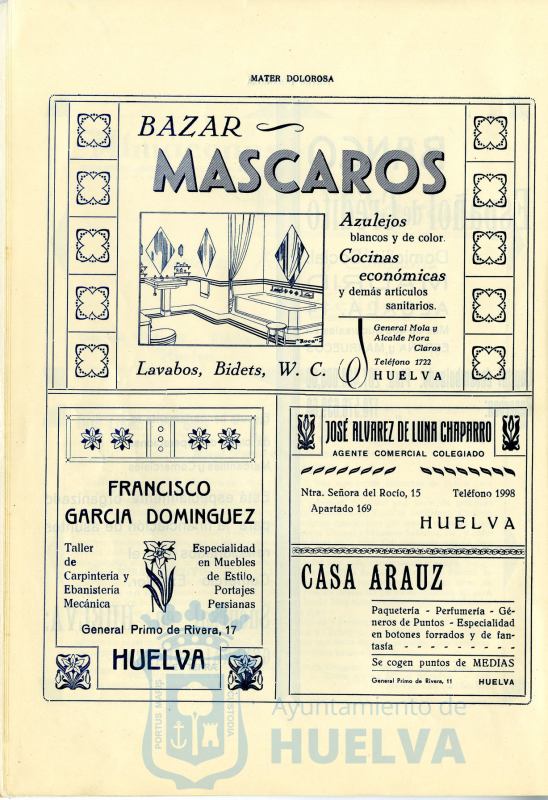 MATER DOLOROSA
BAZAR
MASCAROS
Azulejos
blancos y de color.
Cocinas
económicas
y demás artículos
sanitarios.
"Roca"
General Mola y
Alcalde Mora
Claros
Teléfono 1722
HUELVA
Lavabos, Bidets, W. C.
FRANCISCO
GARCIA DOMINGUEZ
Taller
de
Carpintería y
Ebanistería
Mecánica
Especialidad
en Muebles
de Estilo,
Portajes
Persianas
General Primo de Rivera, 17
HUELVA
JOSÉ ALVAREZ DE LUNA CHAPARRO
AGENTE COMERCIAL COLEGIADO
Ntra. Señora del Rocío, 15 Teléfono 1998
Apartado 169
HUELVA
CASA ARAUZ
Paquetería - Perfumería - Gé-
neros de Puntos - Especialidad
en botones forrados y de fan-
tasía - - - - - - - - -
Se cogen puntos de MEDIAS
General Primo de Rivera, 11 HUELVA
PORTUS MARIS
CUSTODIA
Ayuntamiento de
HUELVA